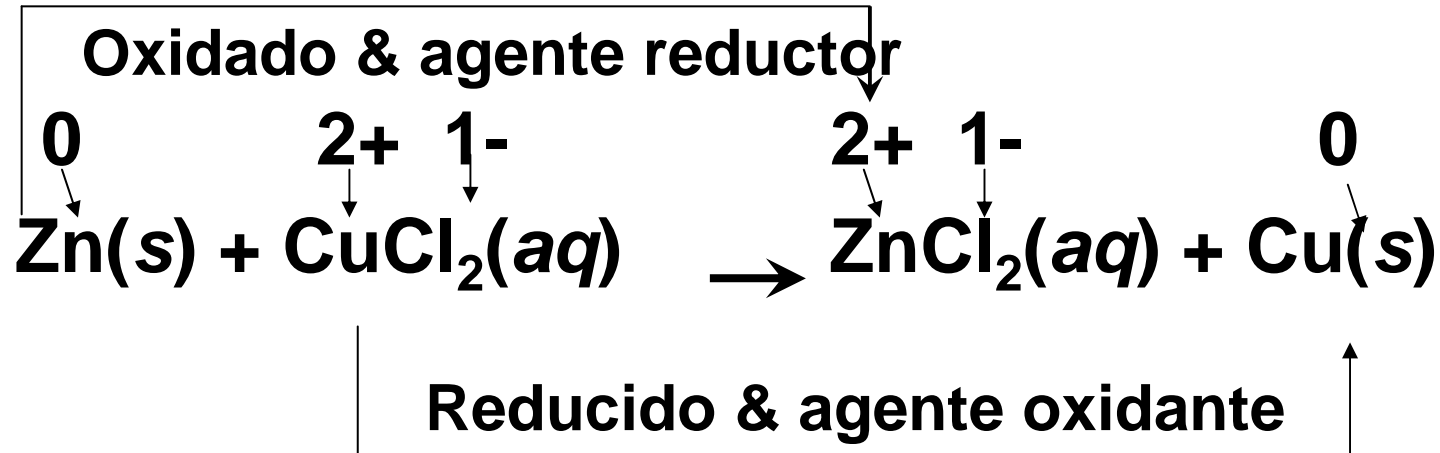 Oxidado & agente reductor
0 2+ 1- 2+ 1- 0
Zn(s) + CuCl₂(aq) → ZnCl₂(aq) + Cu(s)
Reducido & agente oxidante